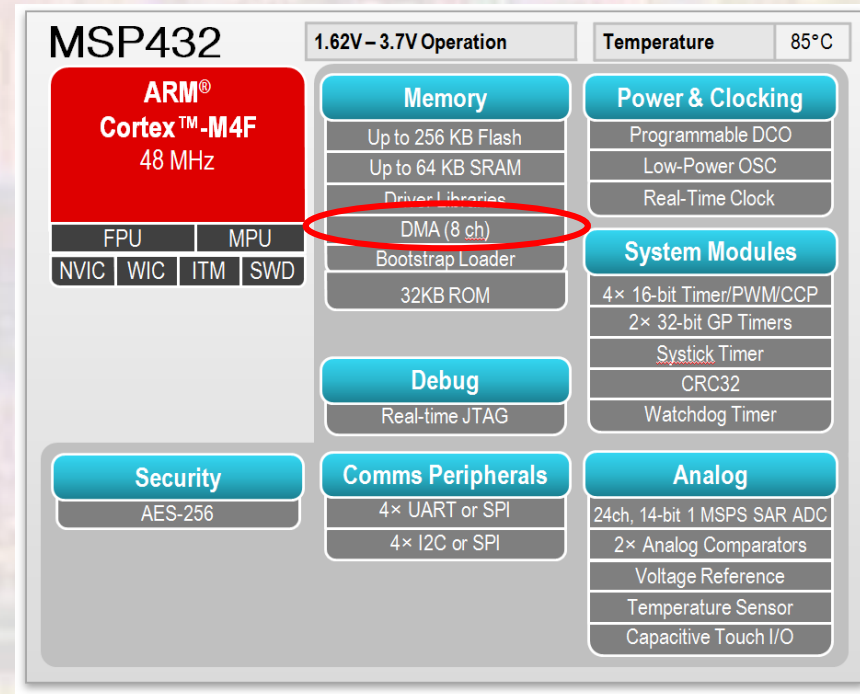 MSP432
1.62V – 3.7V Operation
Temperature
85°C
ARM®
Cortex™-M4F
48 MHz
FPU
MPU
NVIC
WIC
ITM
SWD
Memory
Up to 256 KB Flash
Up to 64 KB SRAM
Driver Libraries
DMA (8 ch)
Bootstrap Loader
32KB ROM
Power & Clocking
Programmable DCO
Low-Power OSC
Real-Time Clock
System Modules
4× 16-bit Timer/PWM/CCP
2× 32-bit GP Timers
Systick Timer
CRC32
Watchdog Timer
Debug
Real-time JTAG
Security
AES-256
Comms Peripherals
4× UART or SPI
4× I2C or SPI
Analog
24ch, 14-bit 1 MSPS SAR ADC
2× Analog Comparators
Voltage Reference
Temperature Sensor
Capacitive Touch I/O